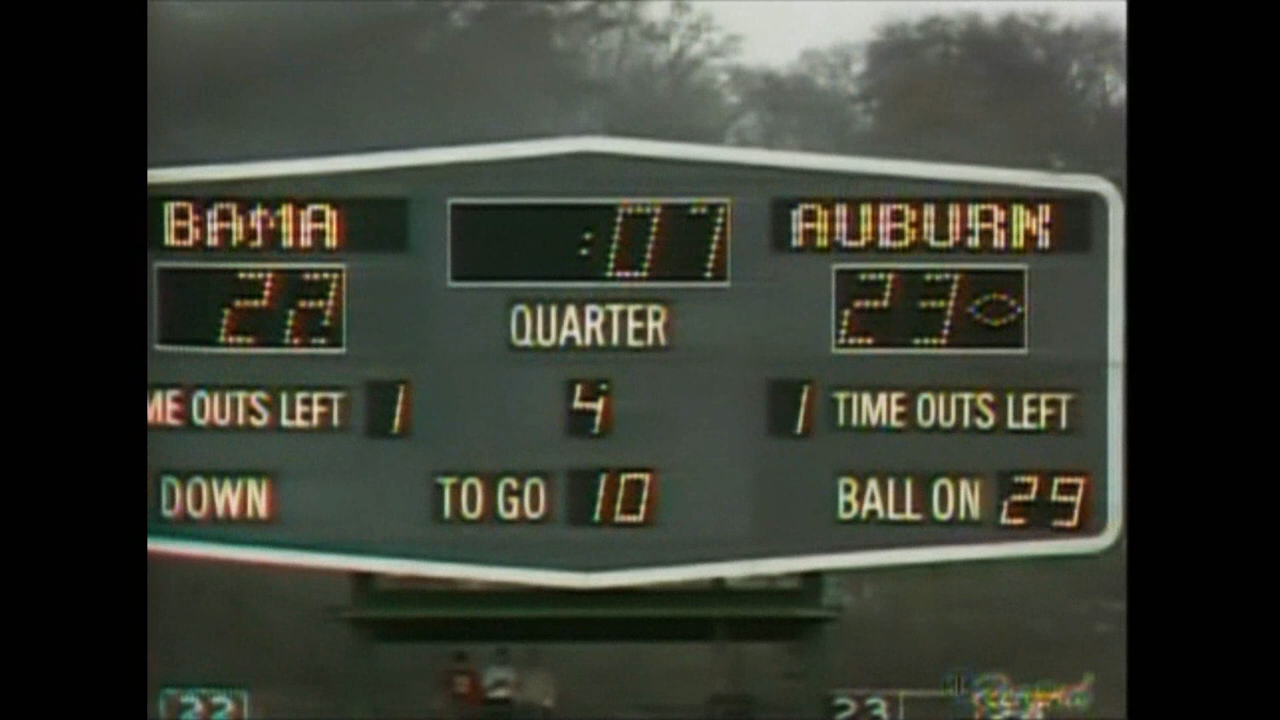 BAMA :07 AUBURN
22 23
QUARTER
ME OUTS LEFT 1 4 1 TIME OUTS LEFT
DOWN TO GO 10 BALL ON 29
22 23